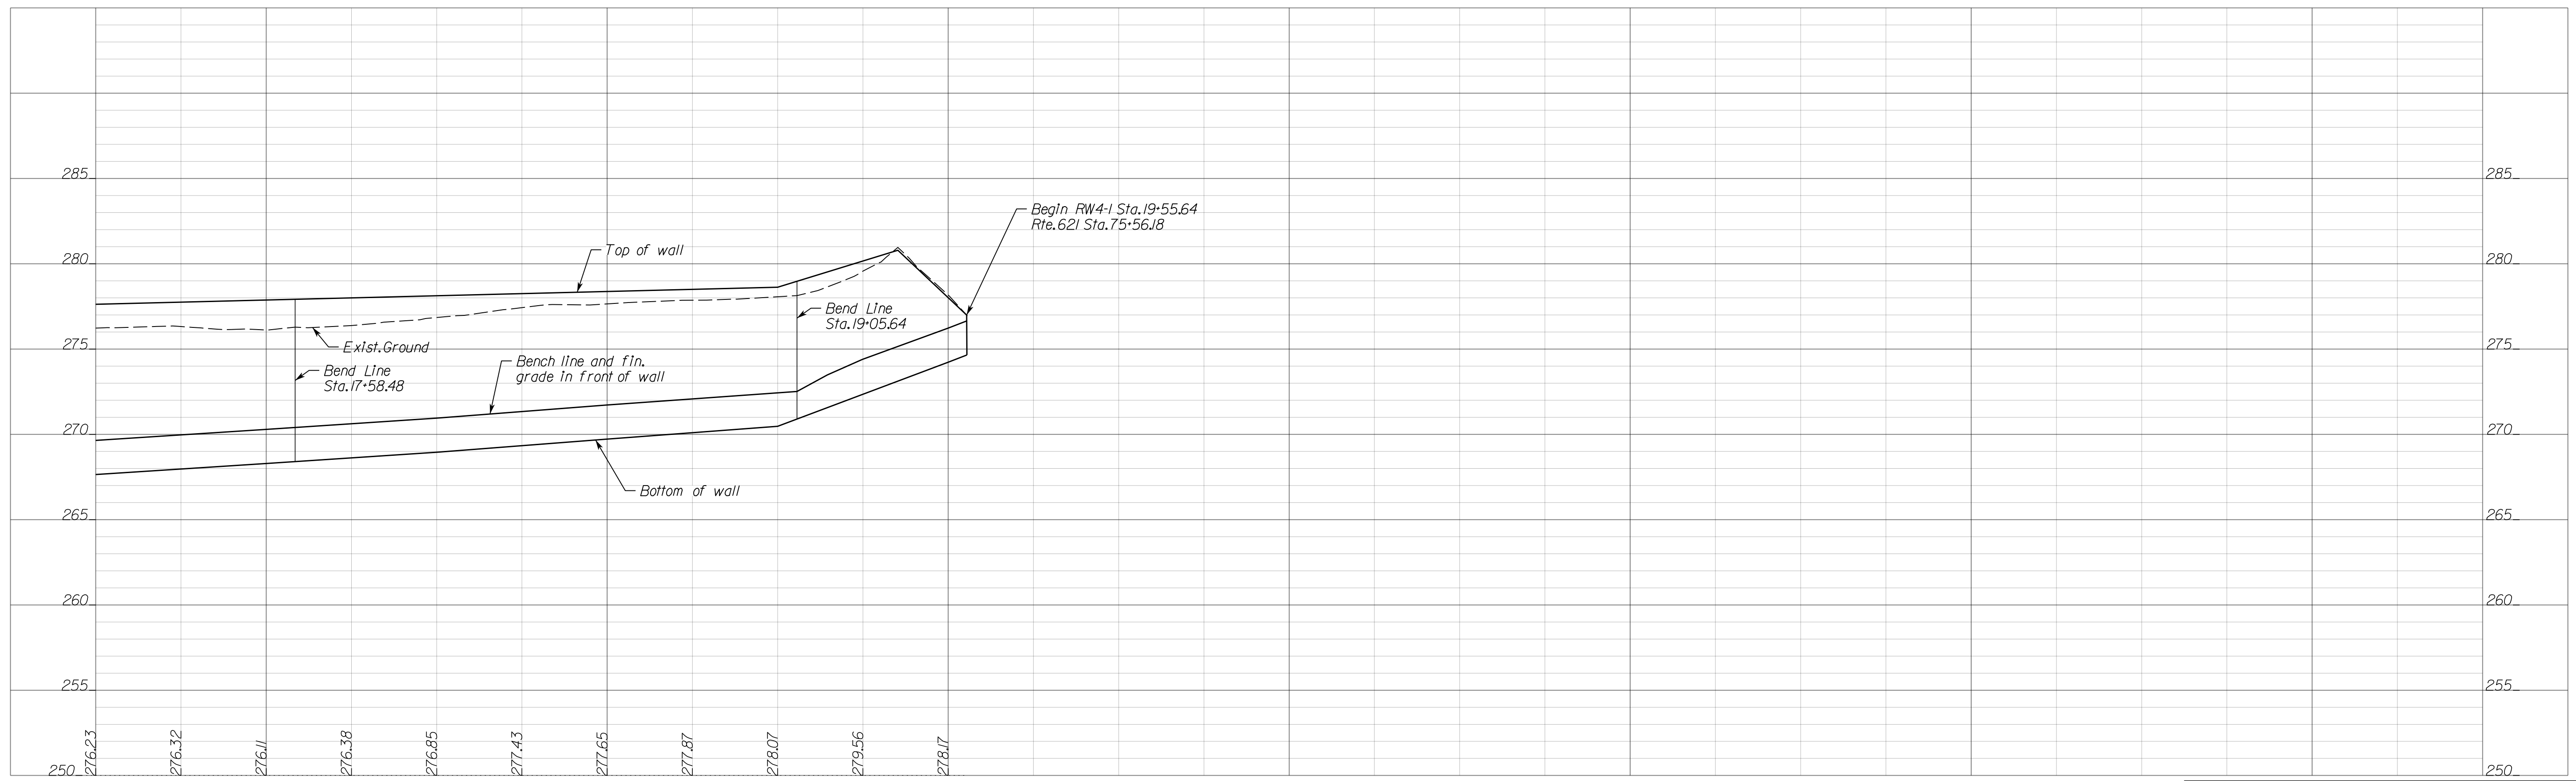 285
285
Begin RW4-1 Sta. 19+55.64
Rte. 621 Sta. 75+56.18
Top of wall
280
280
Bend Line
Sta. 19+05.64
Exist. Ground
275
275
Bench line and fin.
grade in front of wall
Bend Line
Sta. 17+58.48
270
270
Bottom of wall
265
265
260
260
255
255
276.23
276.32
276.11
276.38
276.85
277.43
277.65
277.87
278.07
279.56
278.17
250
250